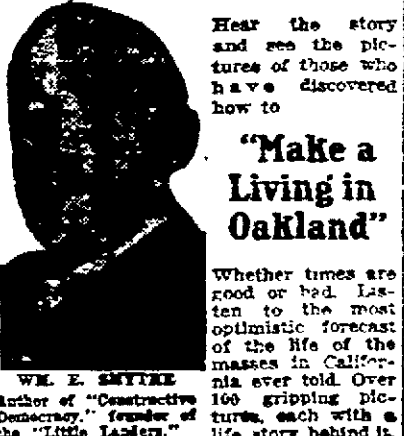 Hear the story
and see the pic-
tures of those who
have discovered
how to
"Make a
Living in
Oakland"
Whether times are
good or bad. Lis-
ten to the most
optimistic forecast
of the life of the
masses in Califor-
nia ever told. Over
100 gripping pic-
tures, each with a
life story behind it.
WM. E. SMYTHE
Author of "Constructive
Democracy," founder of
the "Little Landers."